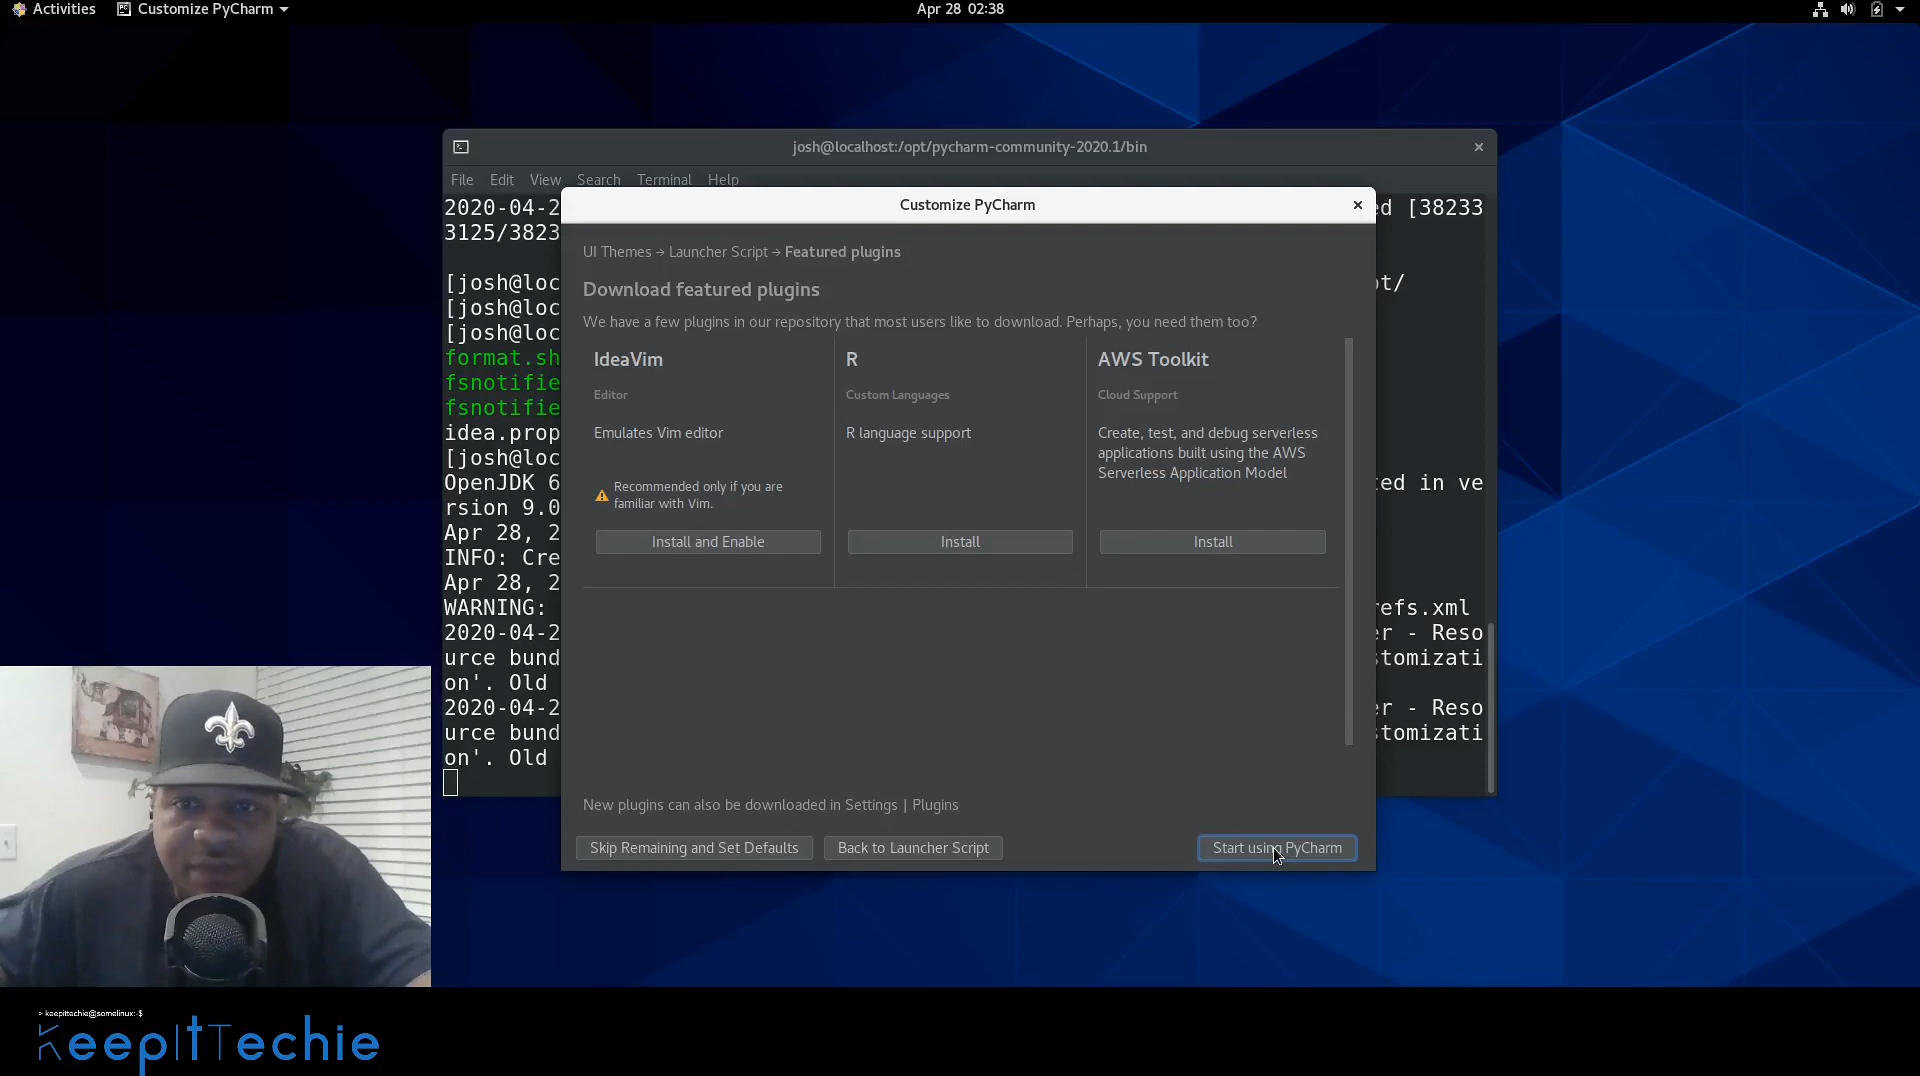 Activities
Customize PyCharm
Apr 28 02:38
josh@localhost:/opt/pycharm-community-2020.1/bin
File Edit View Search Terminal Help
2020-04-2
ed [38233
3125/3823
[josh@loc
pt/
[josh@loc
[josh@loc
format.sh
fsnotifie
fsnotifie
idea.prop
[josh@loc
OpenJDK 6
ted in ve
rsion 9.0
Apr 28, 2
INFO: Cre
Apr 28, 2
WARNING:
refs.xml
2020-04-2
er - Reso
urce bund
stomizati
on'. Old
2020-04-2
er - Reso
urce bund
stomizati
on'. Old
Customize PyCharm
UI Themes → Launcher Script → Featured plugins
Download featured plugins
We have a few plugins in our repository that most users like to download. Perhaps, you need them too?
IdeaVim
Editor
Emulates Vim editor
Recommended only if you are
familiar with Vim.
Install and Enable
R
Custom Languages
R language support
Install
AWS Toolkit
Cloud Support
Create, test, and debug serverless
applications built using the AWS
Serverless Application Model
Install
New plugins can also be downloaded in Settings | Plugins
Skip Remaining and Set Defaults
Back to Launcher Script
Start using PyCharm
> keepittechie@somelinux:~$
KeepItTechie